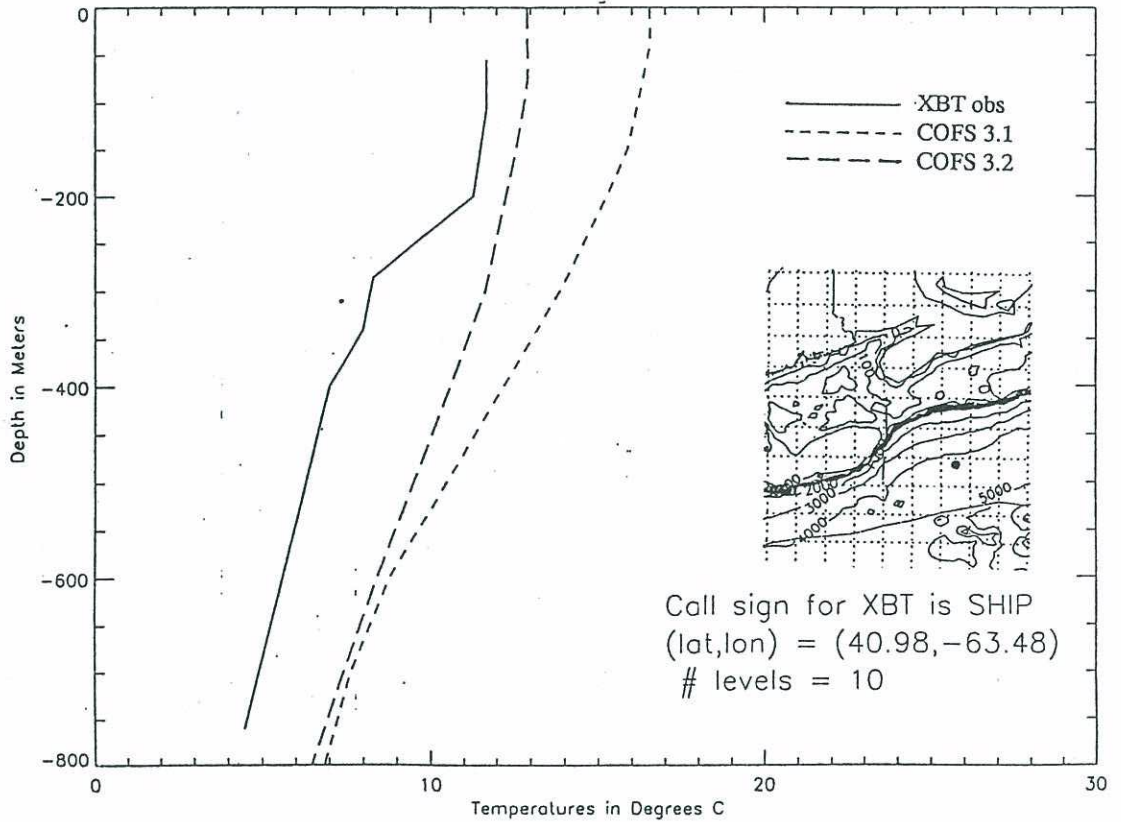 0
-200
-400
-600
-800
Depth in Meters
0
10
20
30
Temperatures in Degrees C
XBT obs
COFS 3.1
COFS 3.2
2000
3000
4000
5000
Call sign for XBT is SHIP
(lat,lon) = (40.98,-63.48)
# levels = 10